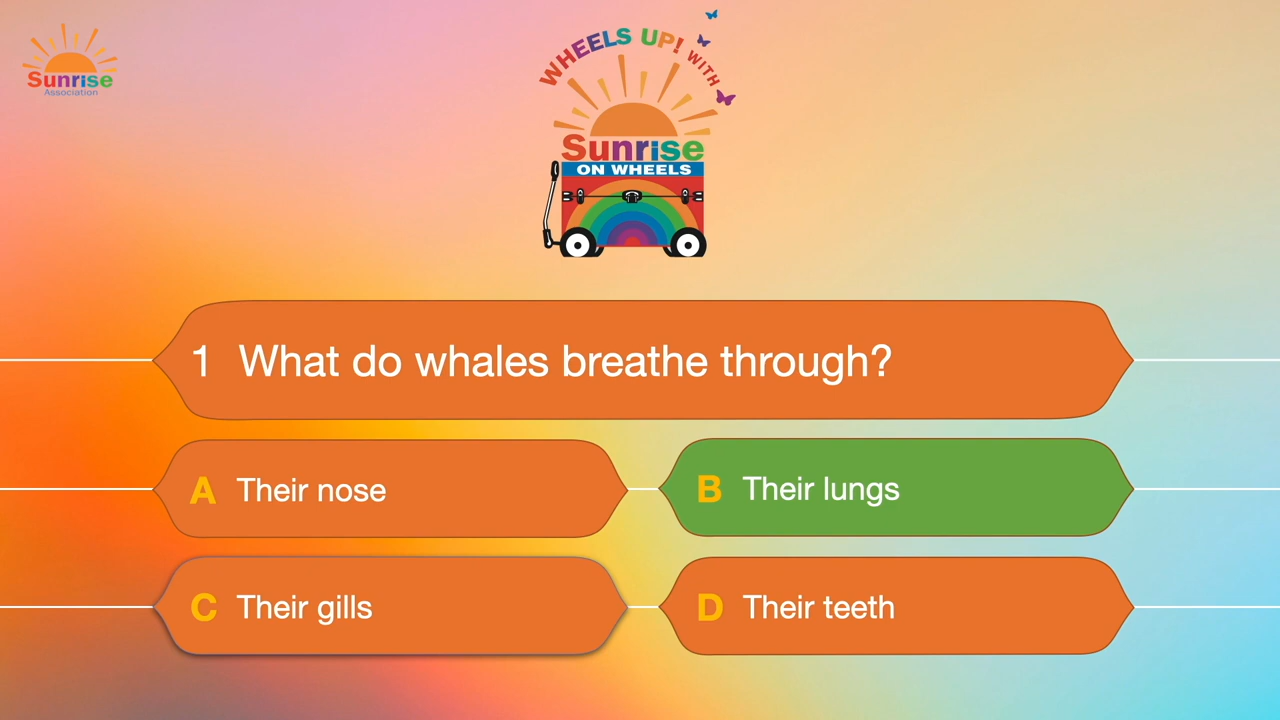 Sunrise
Association
WHEELS UP! WITH
Sunrise
ON WHEELS
1 What do whales breathe through?
A Their nose
B Their lungs
C Their gills
D Their teeth